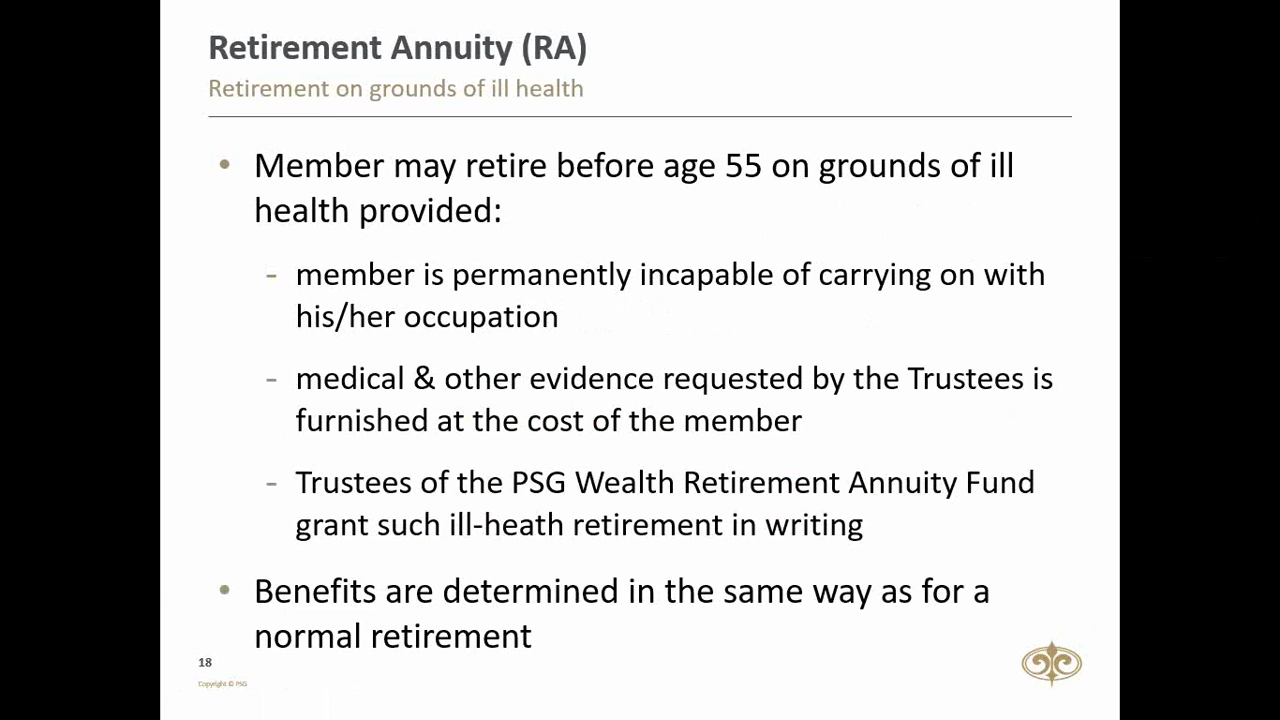 Retirement Annuity (RA)
Retirement on grounds of ill health
• Member may retire before age 55 on grounds of ill
health provided:
- member is permanently incapable of carrying on with
his/her occupation
- medical & other evidence requested by the Trustees is
furnished at the cost of the member
- Trustees of the PSG Wealth Retirement Annuity Fund
grant such ill-heath retirement in writing
• Benefits are determined in the same way as for a
normal retirement
18
Copyright © PSG